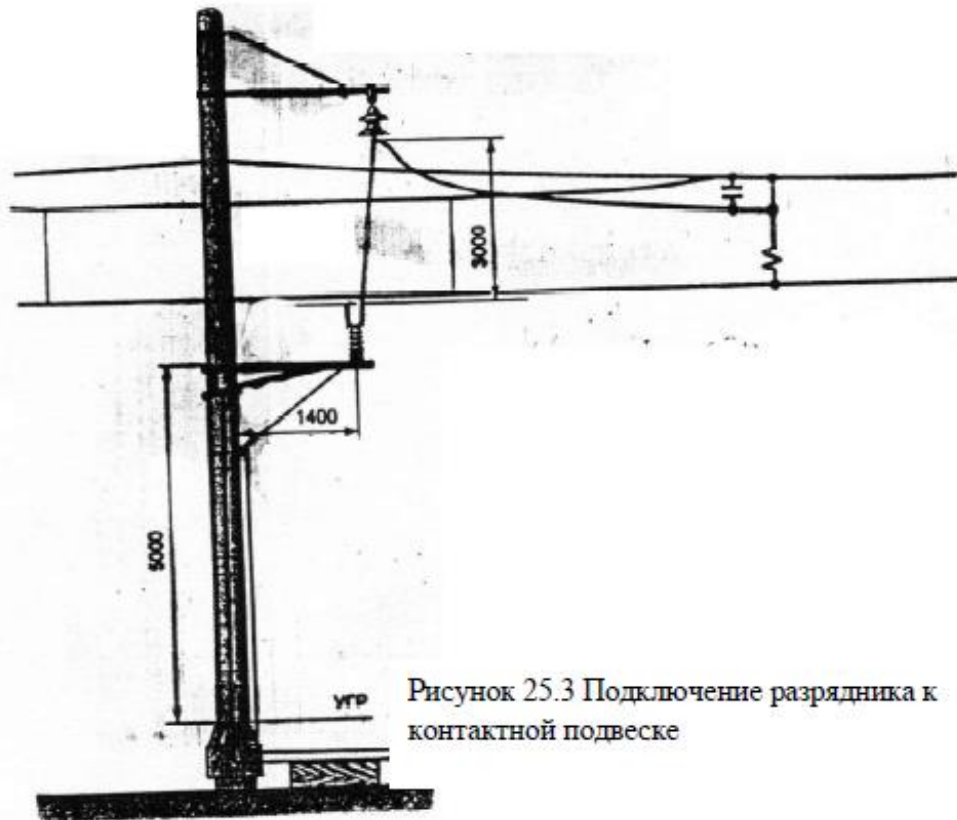 3000
1400
5000
УГР
Рисунок 25.3 Подключение разрядника к
контактной подвеске